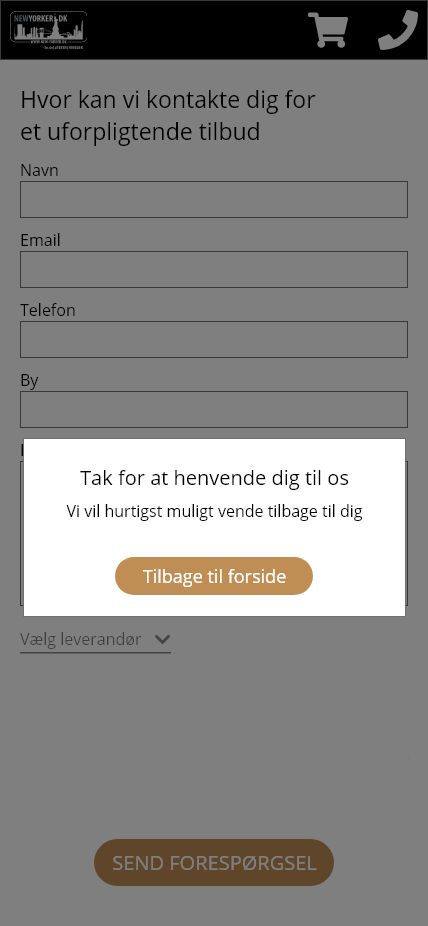 NEWYORKER.DK
Hvor kan vi kontakte dig for
et uforpligtende tilbud
Navn
Email
Telefon
By
Tak for at henvende dig til os
Vi vil hurtigst muligt vende tilbage til dig
Tilbage til forside
Vælg leverandør
SEND FORESPØRGSEL